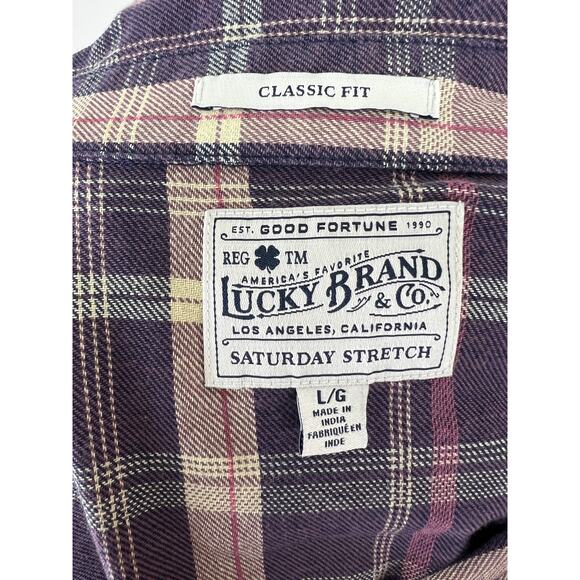 CLASSIC FIT
EST. GOOD FORTUNE 1990
REG TM
AMERICA'S FAVORITE
LUCKY BRAND & CO.
LOS ANGELES, CALIFORNIA
SATURDAY STRETCH
L/G
MADE IN
INDIA
FABRIQUÉ EN
INDE